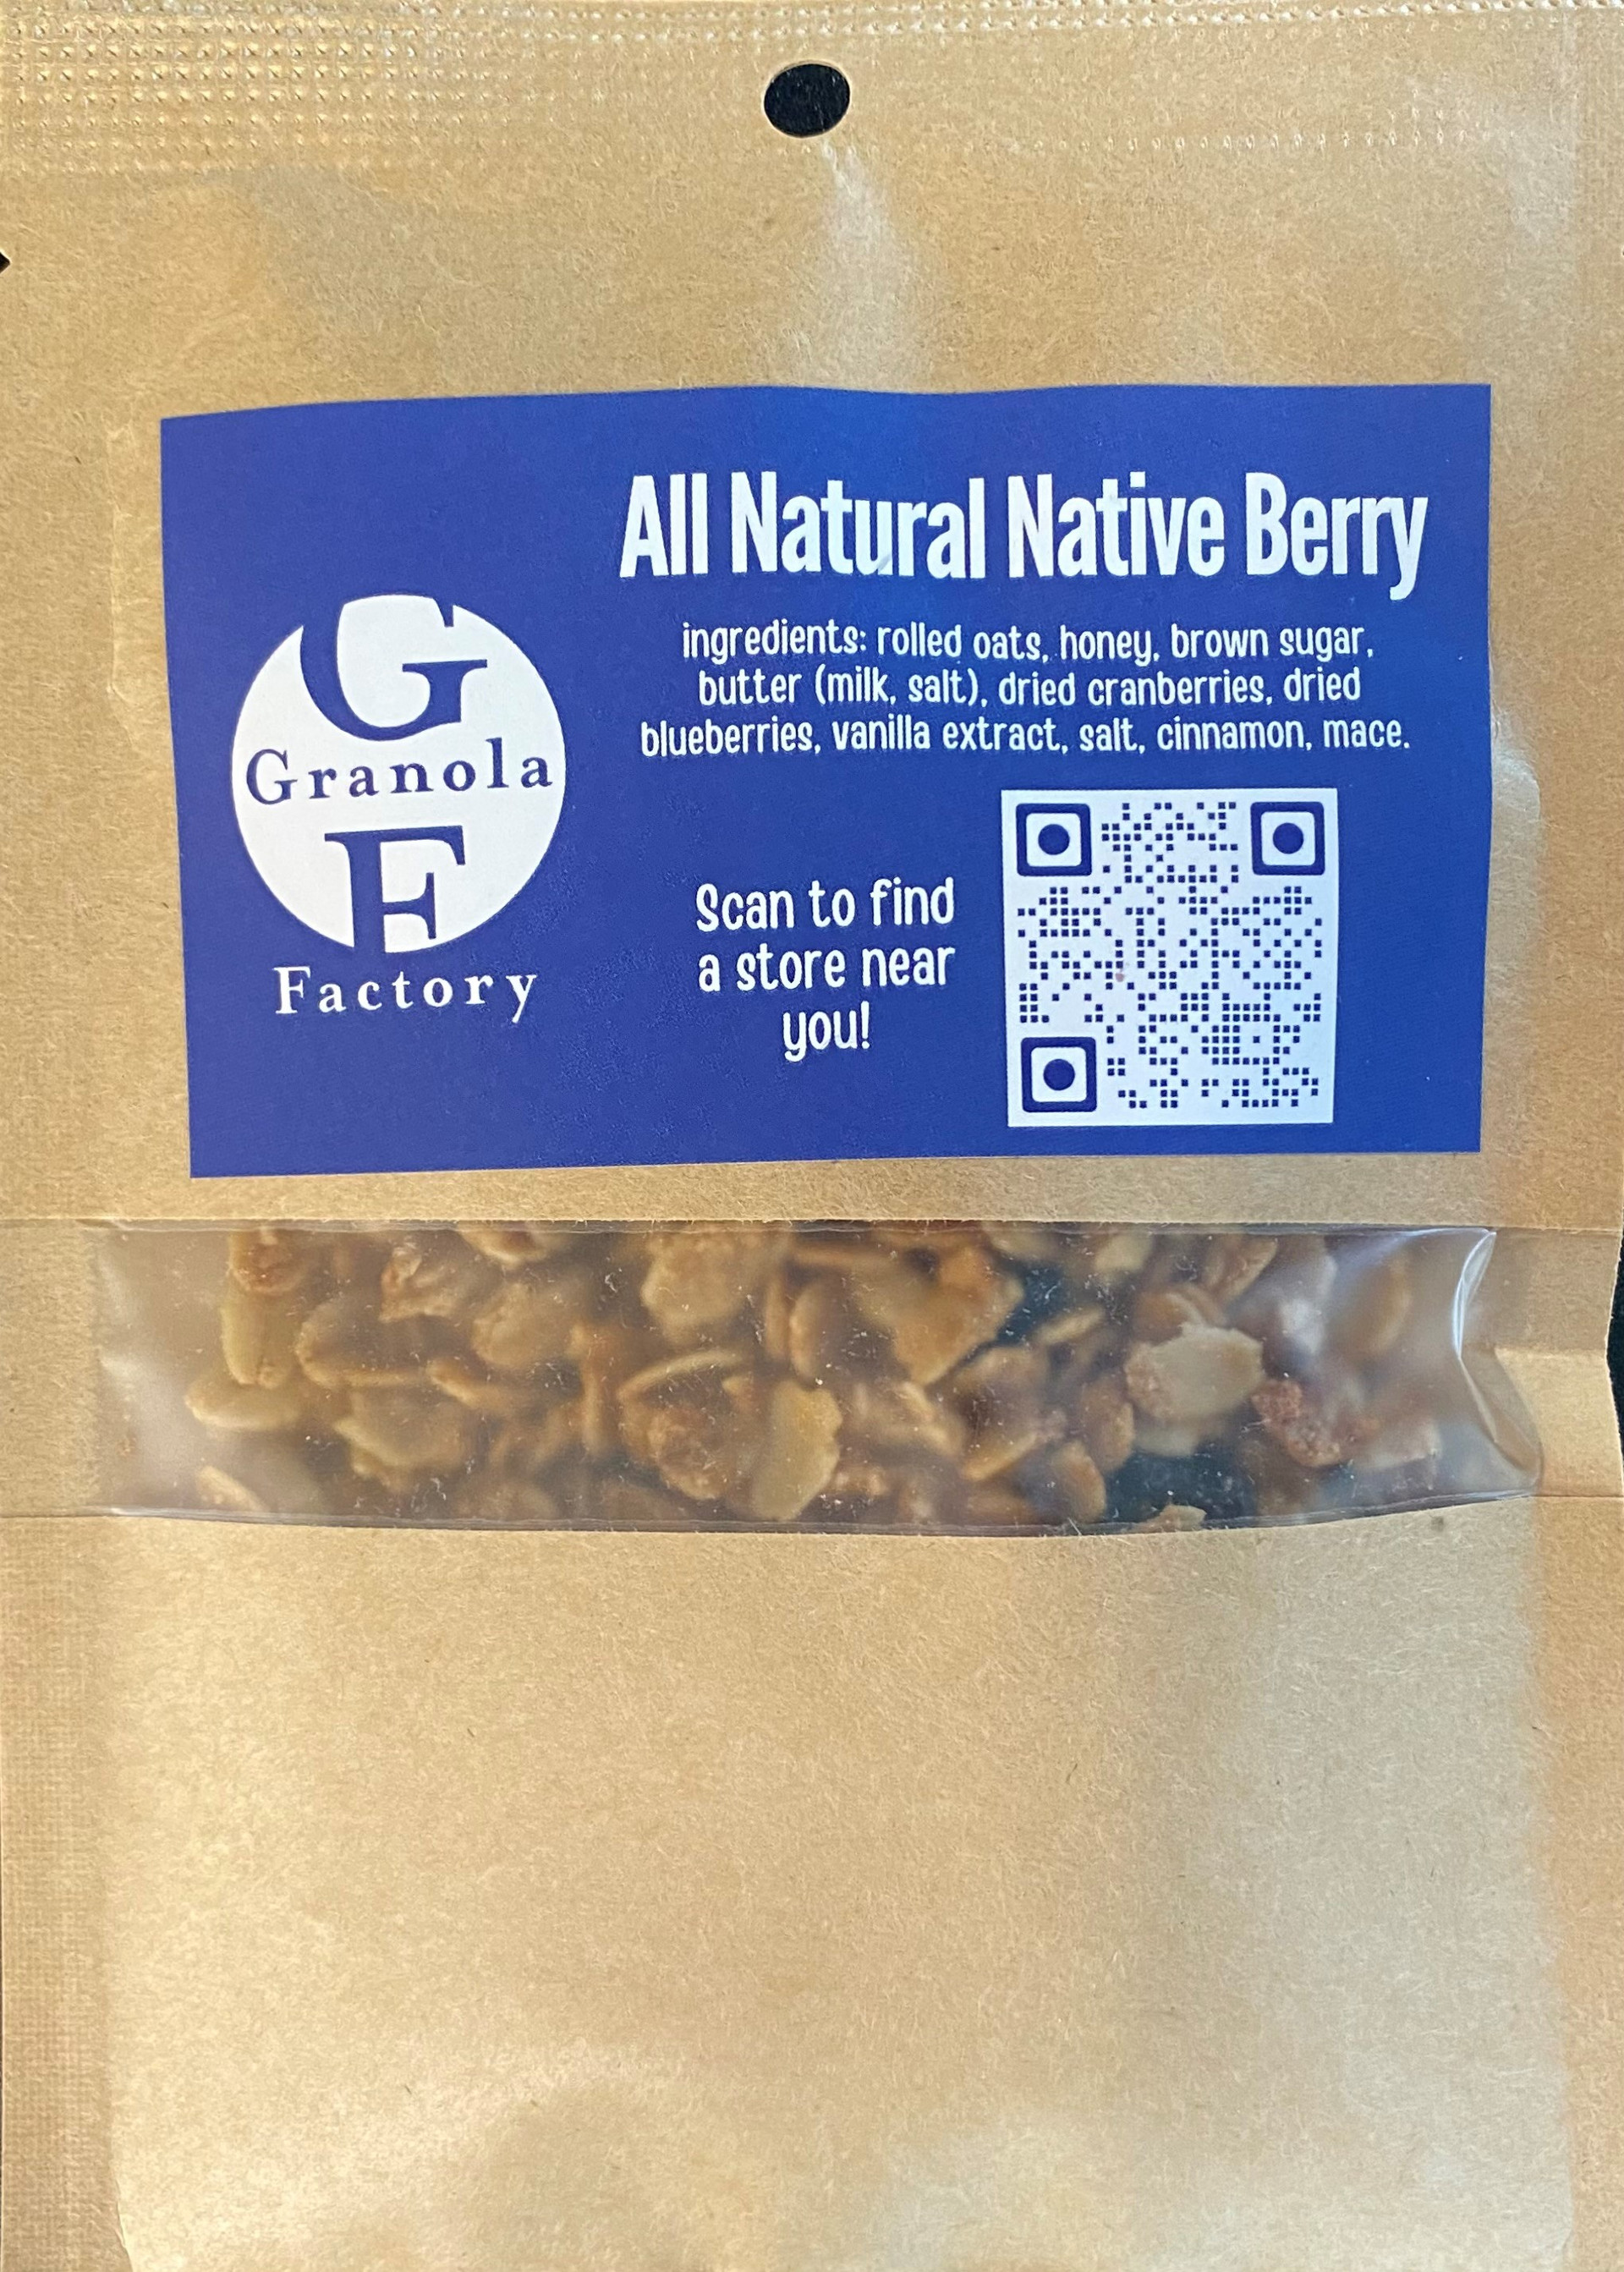 All Natural Native Berry
ingredients: rolled oats, honey, brown sugar,
butter (milk, salt), dried cranberries, dried
blueberries, vanilla extract, salt, cinnamon, mace.
G
Granola
F
Factory
Scan to find
a store near
you!